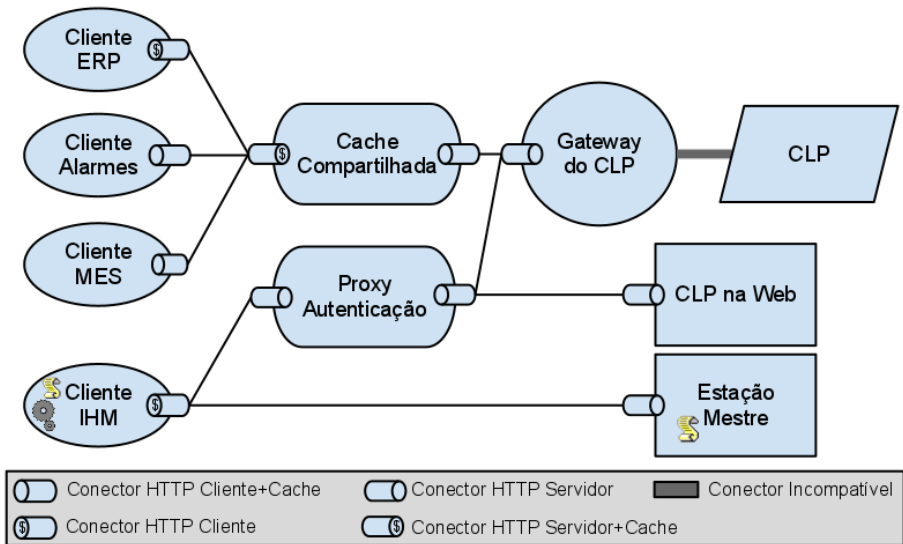 Cliente
ERP
$
Cliente
Alarmes
Cliente
MES
$
Cache
Compartilhada
Gateway
do CLP
CLP
Proxy
Autenticação
CLP na Web
Cliente
IHM
$
Estação
Mestre
Conector HTTP Cliente+Cache
Conector HTTP Servidor
Conector Incompatível
$
Conector HTTP Cliente
$
Conector HTTP Servidor+Cache